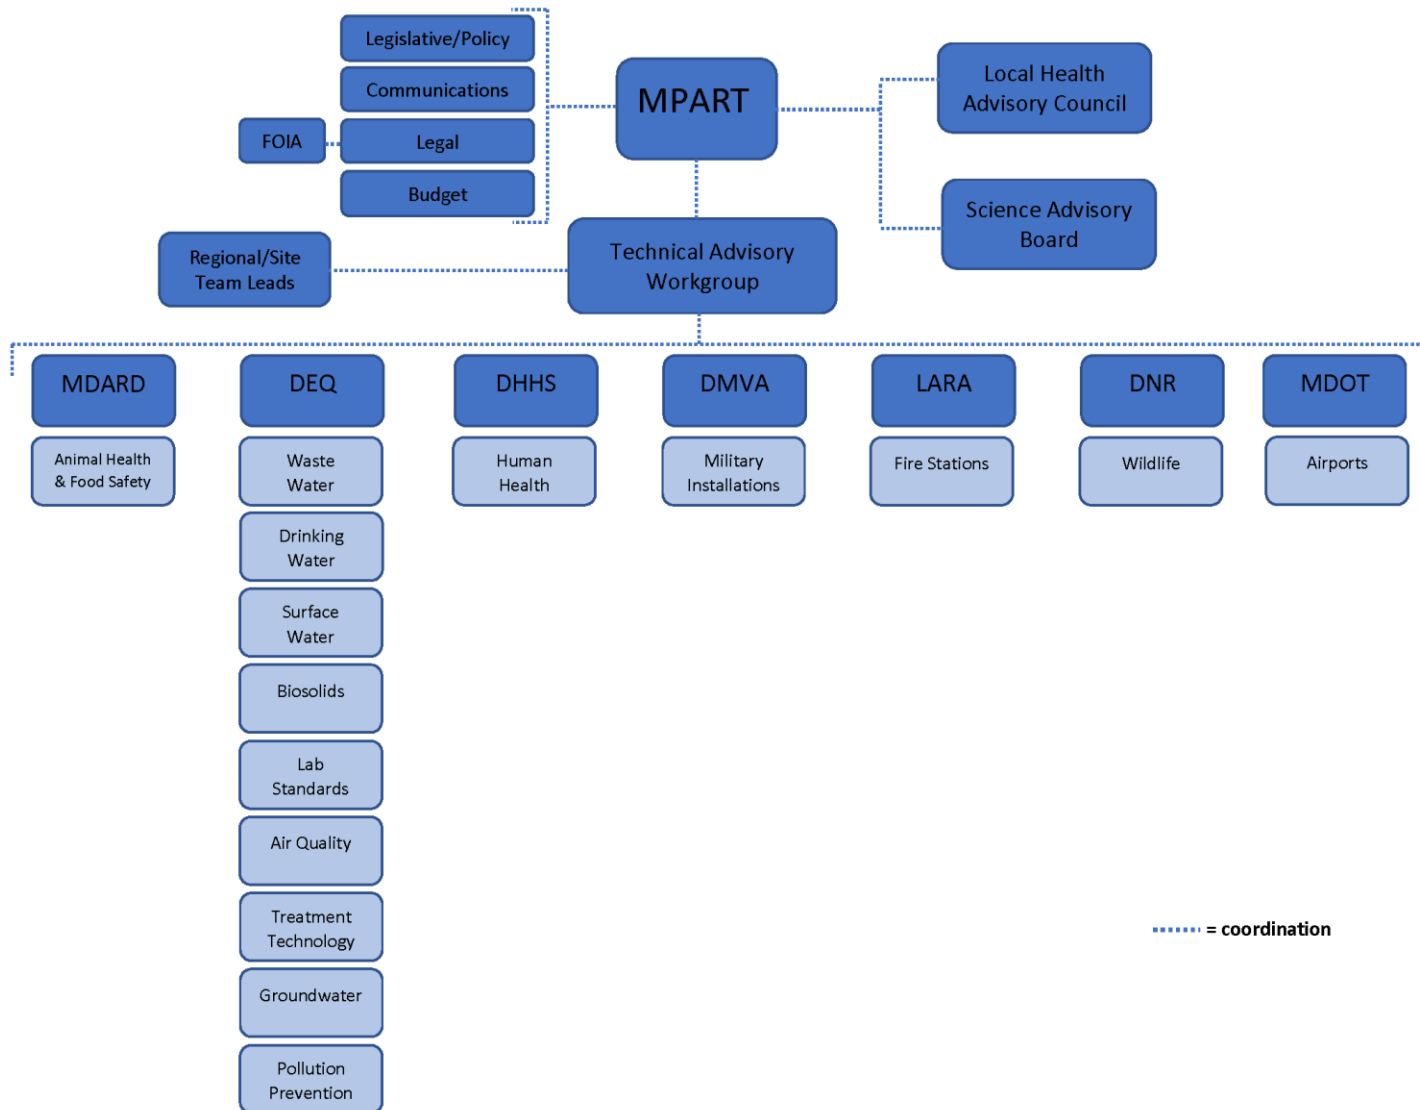 Legislative/Policy
Communications
FOIA
Legal
Budget
MPART
Local Health
Advisory Council
Science Advisory
Board
Regional/Site
Team Leads
Technical Advisory
Workgroup
MDARD
DEQ
DHHS
DMVA
LARA
DNR
MDOT
Animal Health
& Food Safety
Waste
Water
Human
Health
Military
Installations
Fire Stations
Wildlife
Airports
Drinking
Water
Surface
Water
Biosolids
Lab
Standards
Air Quality
Treatment
Technology
Groundwater
Pollution
Prevention
= coordination